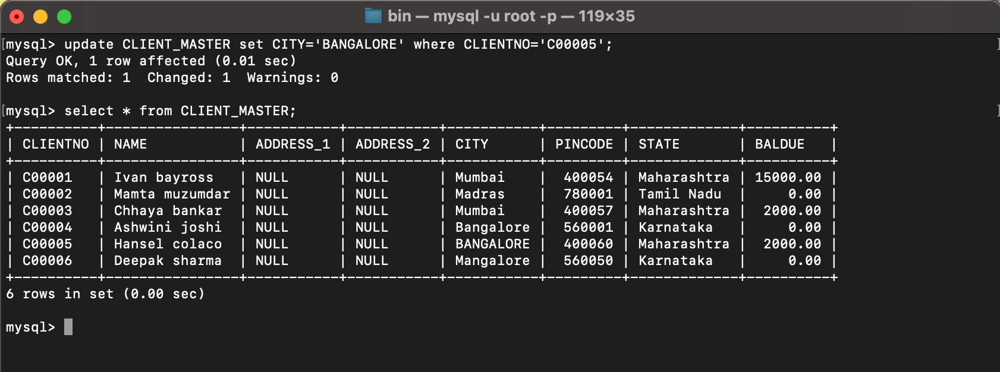 bin — mysql -u root -p — 119×35
[mysql> update CLIENT_MASTER set CITY='BANGALORE' where CLIENTNO='C00005'; ]
Query OK, 1 row affected (0.01 sec)
Rows matched: 1  Changed: 1  Warnings: 0
[mysql> select * from CLIENT_MASTER; ]
+----------+----------------+-----------+-----------+-----------+---------+-------------+----------+
| CLIENTNO | NAME           | ADDRESS_1 | ADDRESS_2 | CITY      | PINCODE | STATE       | BALDUE   |
+----------+----------------+-----------+-----------+-----------+---------+-------------+----------+
| C00001   | Ivan bayross   | NULL      | NULL      | Mumbai    |  400054 | Maharashtra | 15000.00 |
| C00002   | Mamta muzumdar | NULL      | NULL      | Madras    |  780001 | Tamil Nadu  |     0.00 |
| C00003   | Chhaya bankar  | NULL      | NULL      | Mumbai    |  400057 | Maharashtra |  2000.00 |
| C00004   | Ashwini joshi  | NULL      | NULL      | Bangalore |  560001 | Karnataka   |     0.00 |
| C00005   | Hansel colaco  | NULL      | NULL      | BANGALORE |  400060 | Maharashtra |  2000.00 |
| C00006   | Deepak sharma  | NULL      | NULL      | Mangalore |  560050 | Karnataka   |     0.00 |
+----------+----------------+-----------+-----------+-----------+---------+-------------+----------+
6 rows in set (0.00 sec)
mysql>